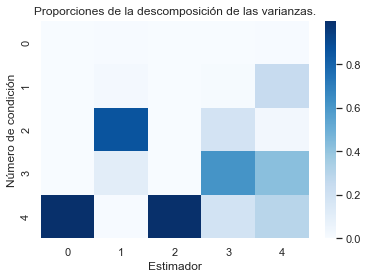 Proporciones de la descomposición de las varianzas.
Número de condición
0
1
2
3
4
0 1 2 3 4
Estimador
0.8
0.6
0.4
0.2
0.0